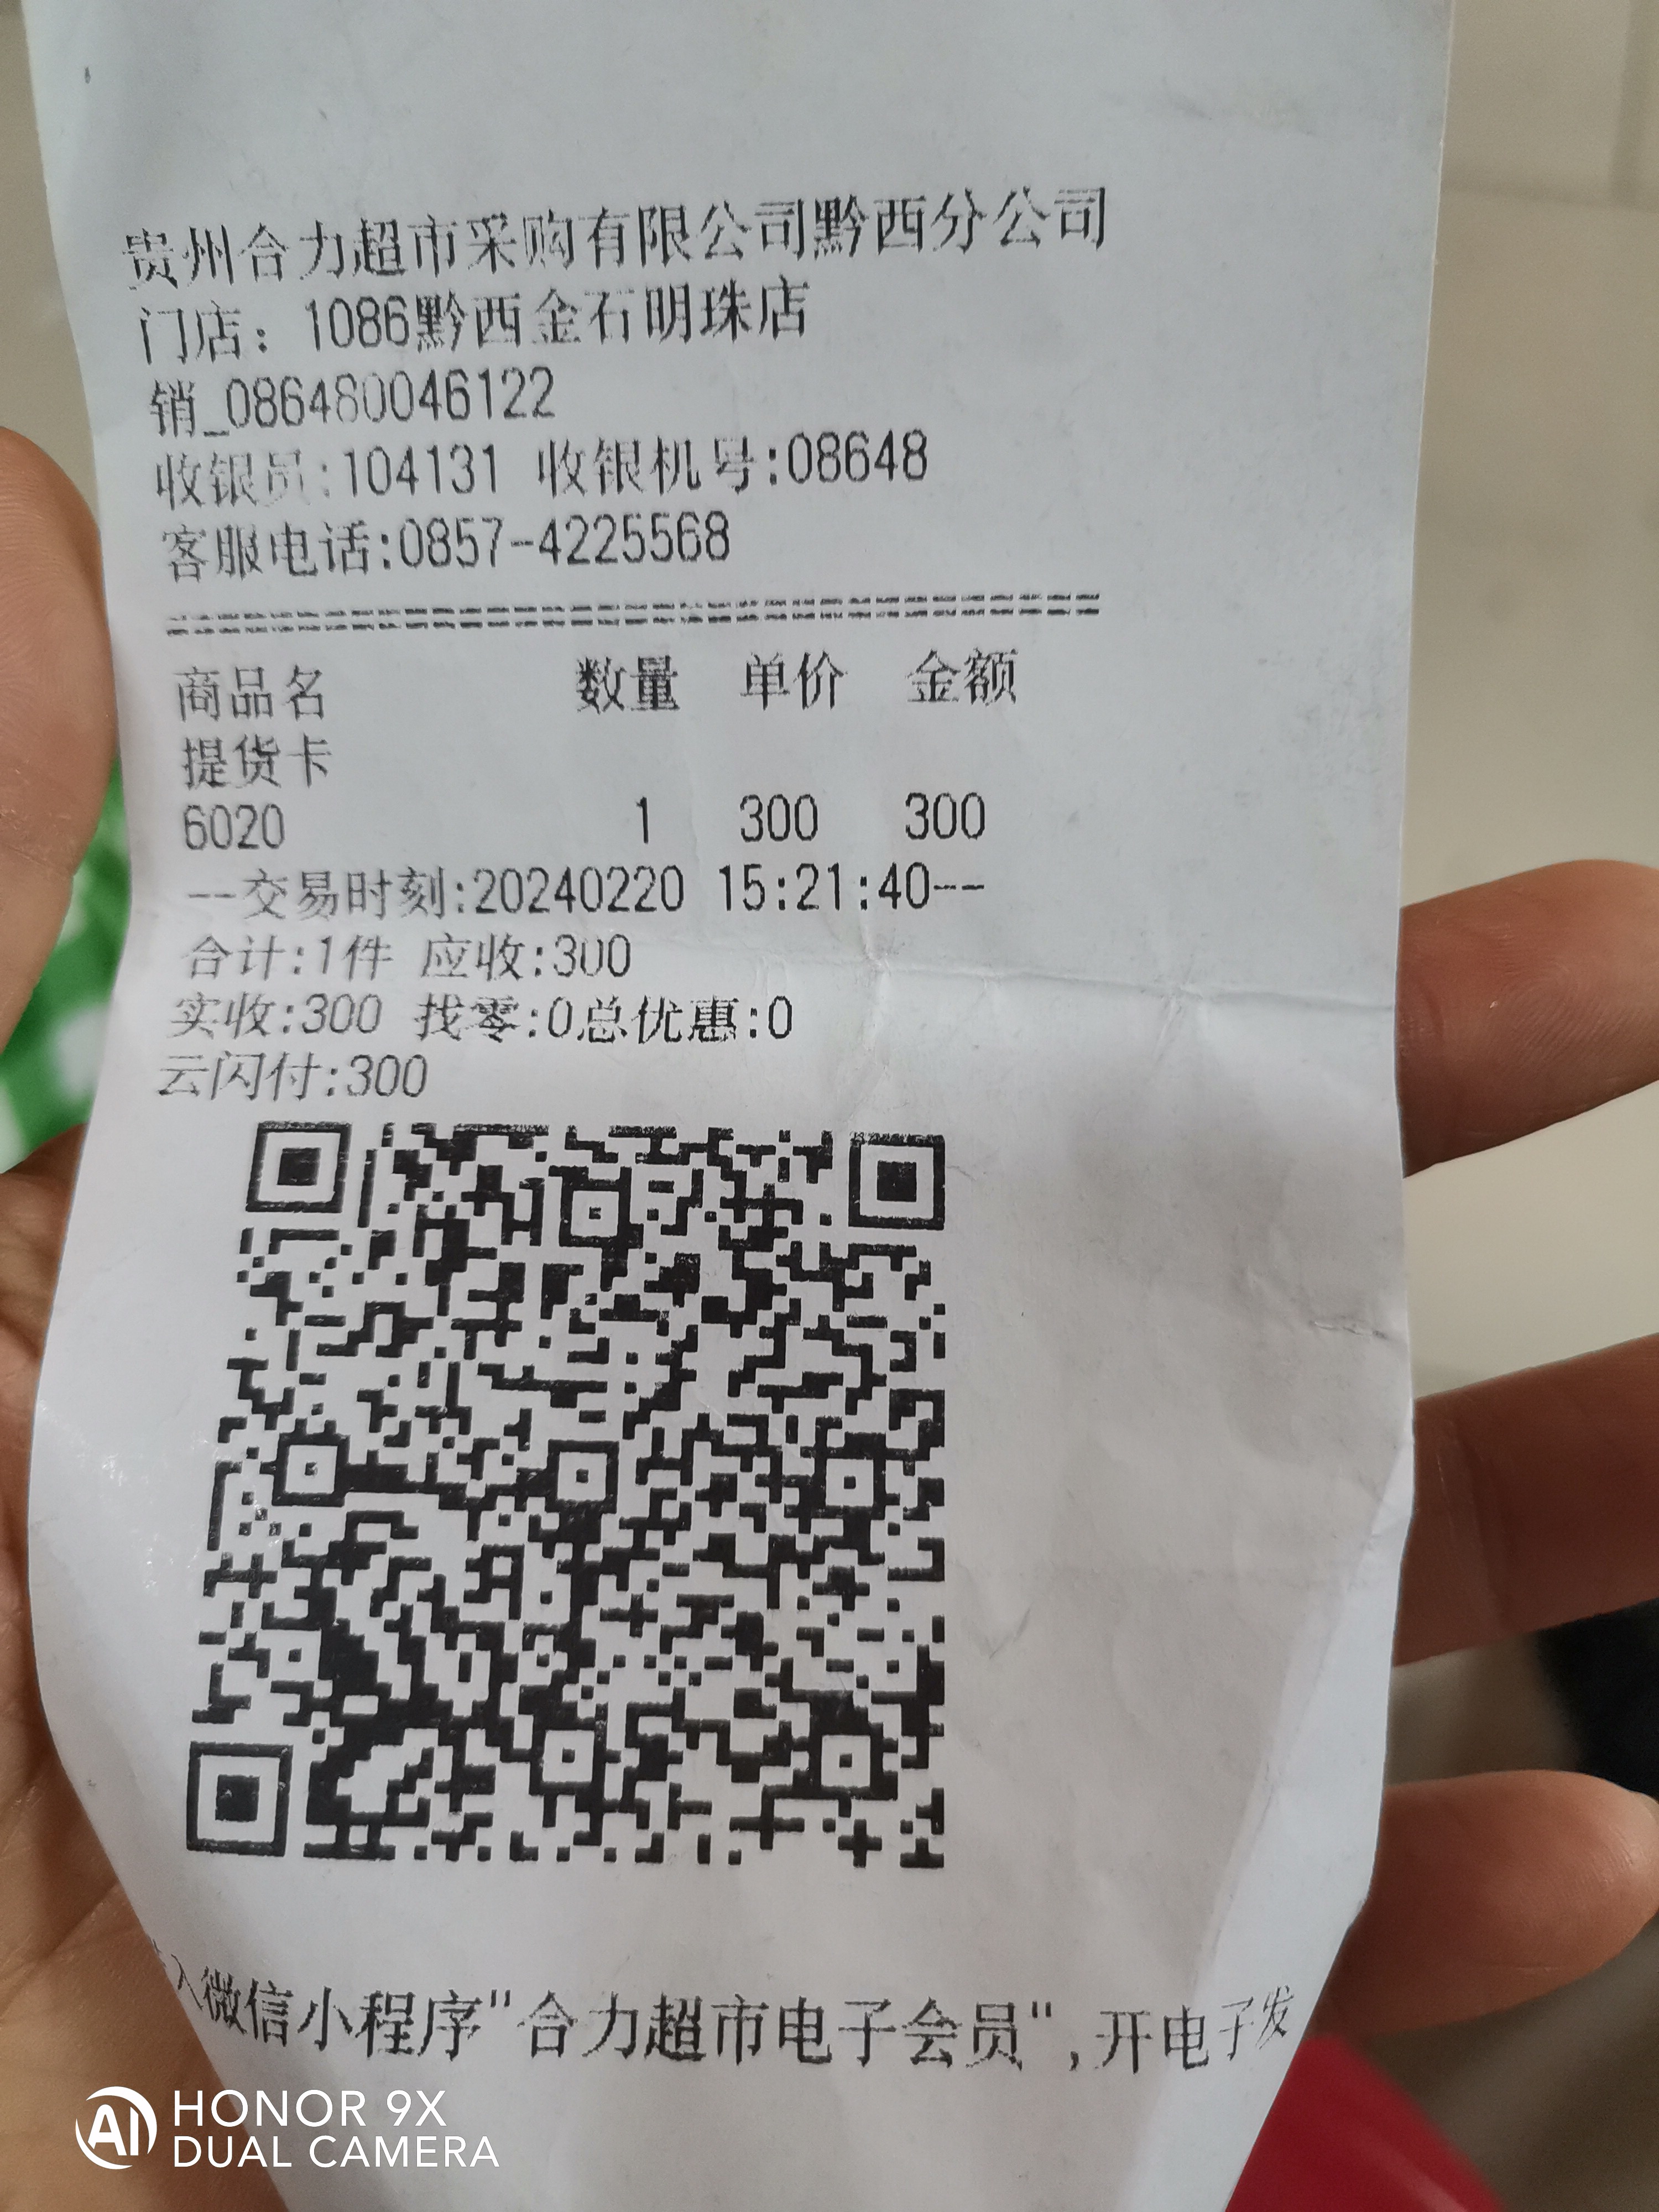 贵州合力超市采购有限公司黔西分公司
门店：1086黔西金石明珠店
销_086480046122
收银员:104131 收银机号:08648
客服电话:0857-4225568
================================
商品名 数量 单价 金额
提货卡
6020 1 300 300
--交易时刻:20240220 15:21:40--
合计:1件 应收:300
实收:300 找零:0总优惠:0
云闪付:300
入微信小程序"合力超市电子会员",开电子发
AI HONOR 9X
DUAL CAMERA